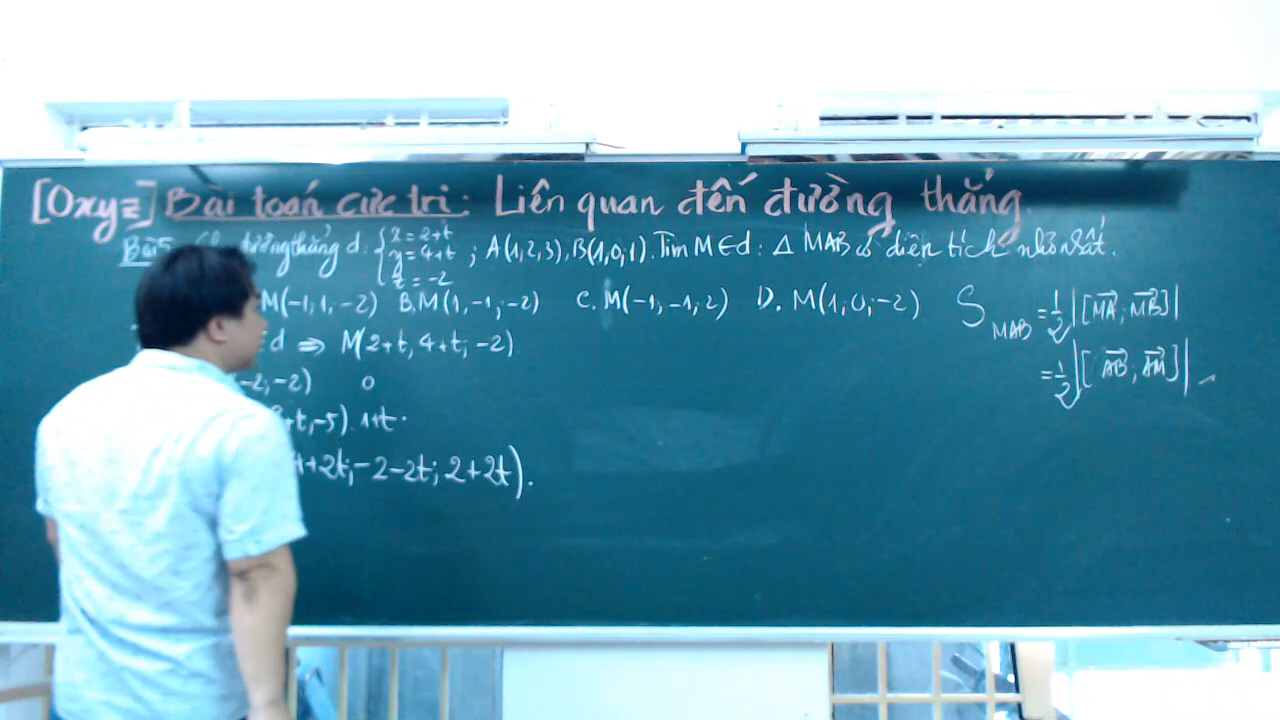 [Oxyz] Bài toán cực trị: Liên quan đến đường thẳng.
Bài 5 đường thẳng d: { x = 2+t y = 4+t z = -2 ; A(1,2,3), B(1,0,1). Tìm M ∈ d: Δ MAB có diện tích nhỏ nhất.
M(-1; 1, -2) B. M(1, -1; -2) C. M(-1; -1, 2) D. M(1, 0; -2)
d ⇒ M(2+t, 4+t; -2)
-2; -2) 0
+t, -5). 1+t.
+2t; -2-2t; 2+2t).
S MAB = 1/2 |[MA; MB]|
= 1/2 |[AB, AM]|